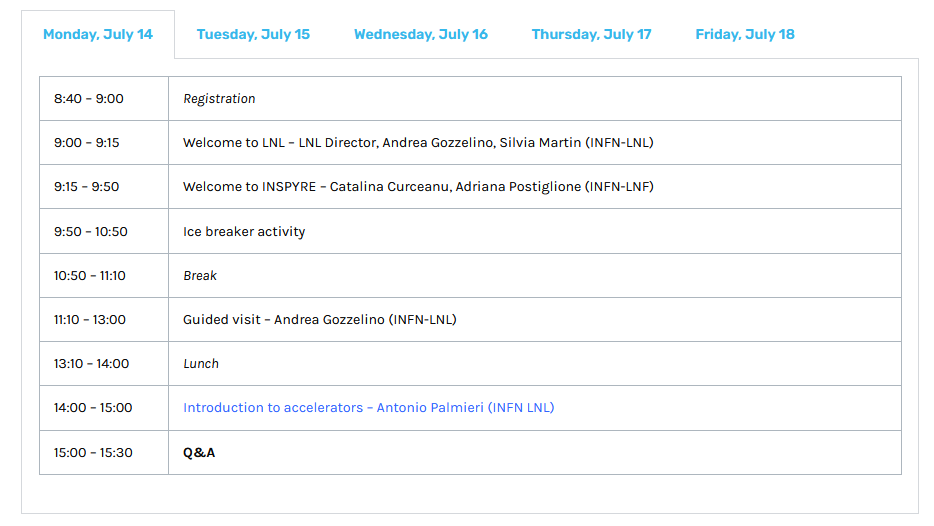 Monday, July 14 Tuesday, July 15 Wednesday, July 16 Thursday, July 17 Friday, July 18
8:40 – 9:00 Registration
9:00 – 9:15 Welcome to LNL – LNL Director, Andrea Gozzelino, Silvia Martin (INFN-LNL)
9:15 – 9:50 Welcome to INSPYRE – Catalina Curceanu, Adriana Postiglione (INFN-LNF)
9:50 – 10:50 Ice breaker activity
10:50 – 11:10 Break
11:10 – 13:00 Guided visit – Andrea Gozzelino (INFN-LNL)
13:10 – 14:00 Lunch
14:00 – 15:00 Introduction to accelerators – Antonio Palmieri (INFN LNL)
15:00 – 15:30 Q&A